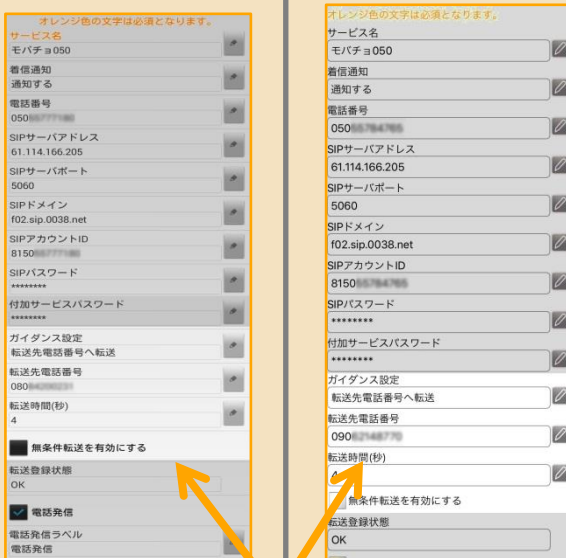 オレンジ色の文字は必須となります。
サービス名
モバチョ050
着信通知
通知する
電話番号
050
SIPサーバアドレス
61.114.166.205
SIPサーバポート
5060
SIPドメイン
f02.sip.0038.net
SIPアカウントID
8150
SIPパスワード
********
付加サービスパスワード
********
ガイダンス設定
転送先電話番号へ転送
転送先電話番号
080
転送時間(秒)
4
無条件転送を有効にする
転送登録状態
OK
電話発信
電話発信ラベル
電話発信
オレンジ色の文字は必須となります。
サービス名
モバチョ050
着信通知
通知する
電話番号
050
SIPサーバアドレス
61.114.166.205
SIPサーバポート
5060
SIPドメイン
f02.sip.0038.net
SIPアカウントID
8150
SIPパスワード
********
付加サービスパスワード
********
ガイダンス設定
転送先電話番号へ転送
転送先電話番号
090
転送時間(秒)
無条件転送を有効にする
転送登録状態
OK